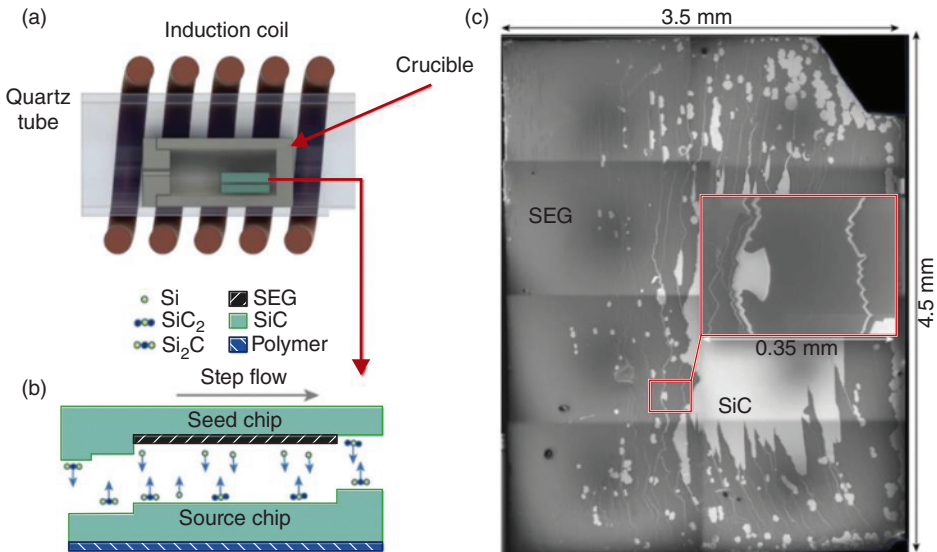 (a)
Induction coil
Crucible
Quartz
tube
Si
SEG
SiC₂
SiC
Si₂C
Polymer
(b)
Step flow
Seed chip
Source chip
(c)
3.5 mm
SEG
0.35 mm
SiC
4.5 mm